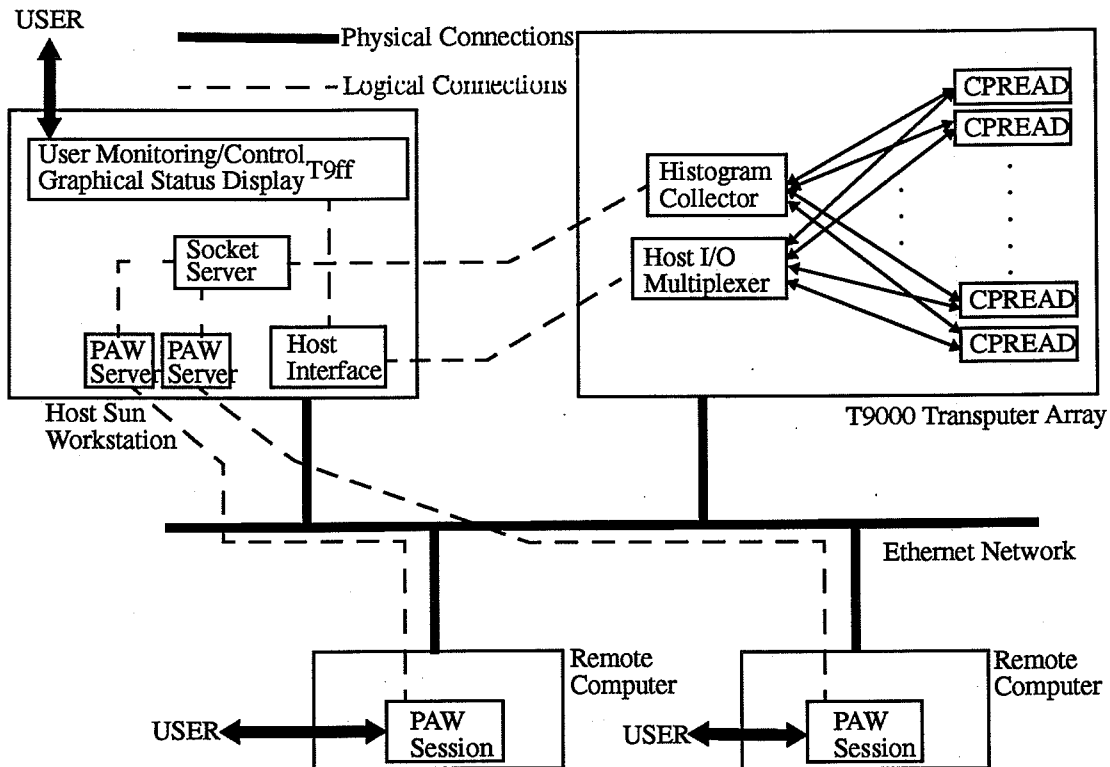 USER
Physical Connections
Logical Connections
User Monitoring/Control
Graphical Status Display
T9ff
Socket
Server
PAW
Server
PAW
Server
Host
Interface
Host Sun
Workstation
Histogram
Collector
Host I/O
Multiplexer
CPREAD
CPREAD
CPREAD
CPREAD
T9000 Transputer Array
Ethernet Network
Remote
Computer
USER
PAW
Session
Remote
Computer
USER
PAW
Session